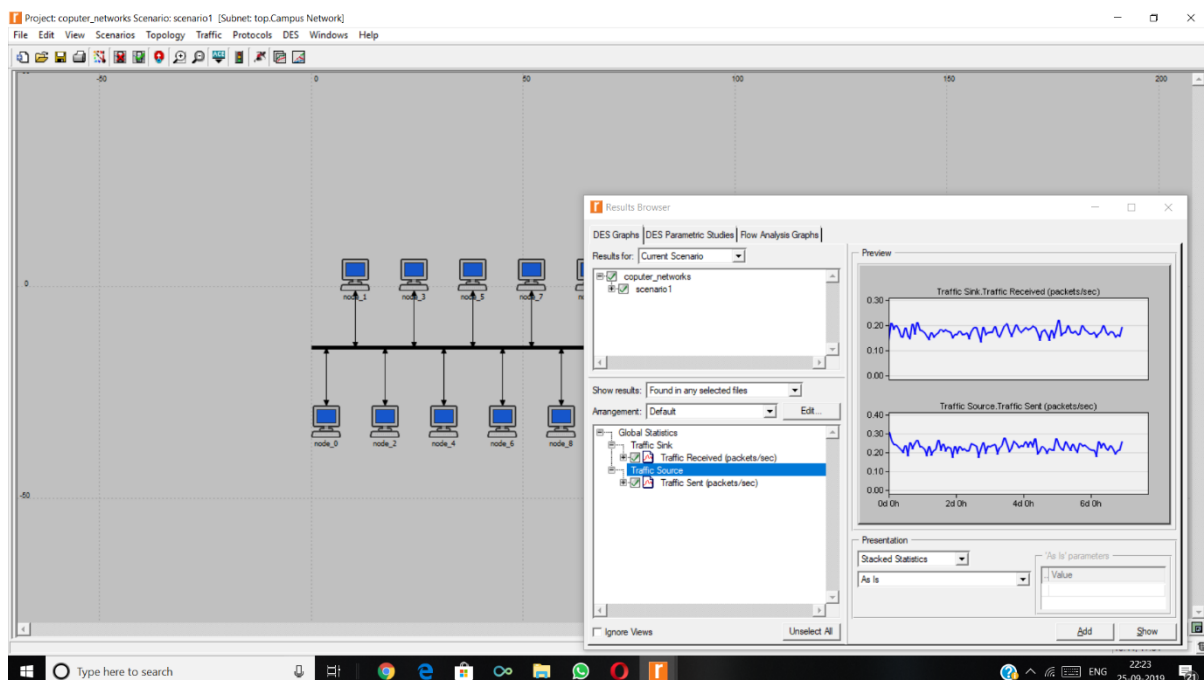 Project: coputer_networks Scenario: scenario1 [Subnet: top.Campus Network]
File Edit View Scenarios Topology Traffic Protocols DES Windows Help
-50 0 50 100 150 200
0
-50
node_1 node_3 node_5 node_7
node_0 node_2 node_4 node_6 node_8
Results Browser
DES Graphs DES Parametric Studies Flow Analysis Graphs
Results for: Current Scenario
coputer_networks
scenario1
Show results: Found in any selected files
Arrangement: Default Edit...
Global Statistics
Traffic Sink
Traffic Received (packets/sec)
Traffic Source
Traffic Sent (packets/sec)
Ignore Views Unselect All
Preview
Traffic Sink.Traffic Received (packets/sec)
0.30
0.20
0.10
0.00
Traffic Source.Traffic Sent (packets/sec)
0.40
0.30
0.20
0.10
0.00
0d 0h 2d 0h 4d 0h 6d 0h
Presentation
Stacked Statistics
As Is
'As Is' parameters
... Value
Add Show
Type here to search
ENG
22:23
25-09-2019
21